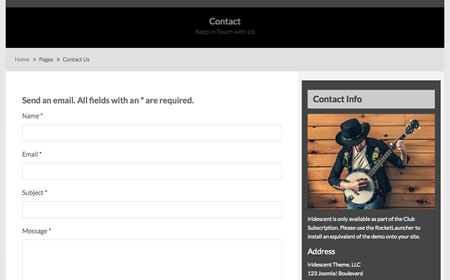 Contact
Keep in Touch with Us
Home » Pages » Contact Us
Send an email. All fields with an * are required.
Name *
Email *
Subject *
Message *
Contact Info
Iridescent is only available as part of the Club
Subscription. Please use the RocketLauncher to
install an equivalent of the demo onto your site.
Address
Iridescent Theme, LLC
123 Joomla! Boulevard